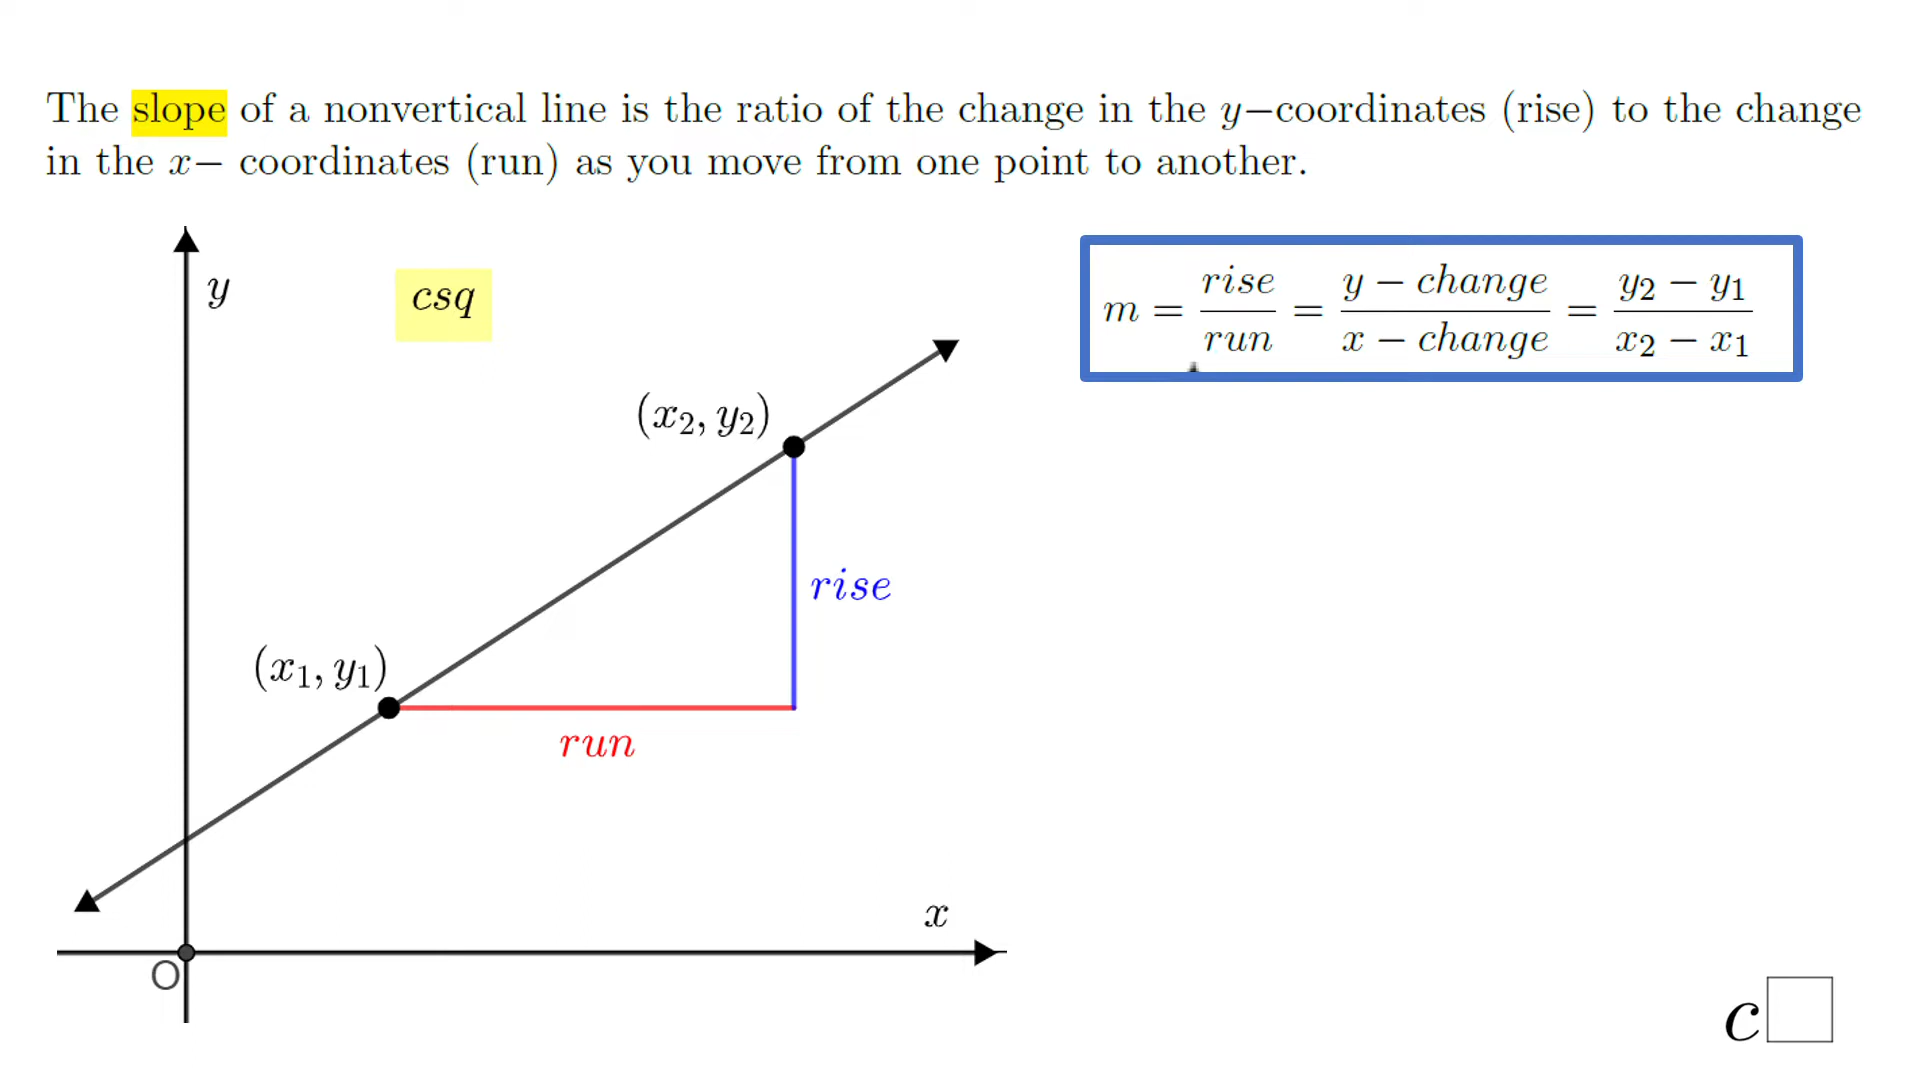 The slope of a nonvertical line is the ratio of the change in the y−coordinates (rise) to the change
in the x− coordinates (run) as you move from one point to another.
y
csq
m = rise/run = y − change/x − change = y₂ − y₁/x₂ − x₁
(x₂, y₂)
rise
(x₁, y₁)
run
x
O
c